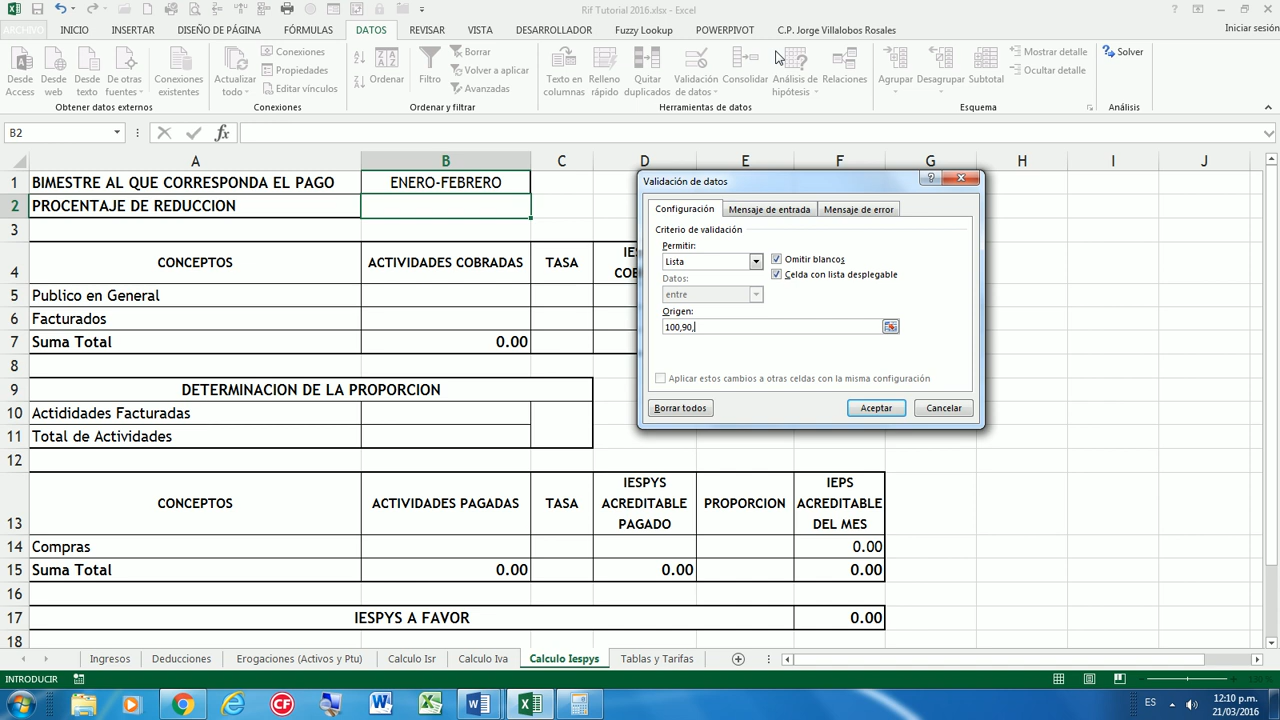 Rif Tutorial 2016.xlsx - Excel
ARCHIVO INICIO INSERTAR DISEÑO DE PÁGINA FÓRMULAS DATOS REVISAR VISTA DESARROLLADOR Fuzzy Lookup POWERPIVOT C.P. Jorge Villalobos Rosales Iniciar sesión
Desde Access
Desde web
Desde texto
De otras fuentes
Conexiones existentes
Obtener datos externos
Actualizar todo
Conexiones
Propiedades
Editar vínculos
Conexiones
Ordenar
Filtro
Borrar
Volver a aplicar
Avanzadas
Ordenar y filtrar
Texto en columnas
Relleno rápido
Quitar duplicados
Validación de datos
Consolidar
Análisis de hipótesis
Relaciones
Herramientas de datos
Agrupar
Desagrupar
Subtotal
Mostrar detalle
Ocultar detalle
Esquema
Solver
Análisis
B2 fx
A B C D E F G H I J
1 BIMESTRE AL QUE CORRESPONDA EL PAGO ENERO-FEBRERO
2 PROCENTAJE DE REDUCCION
3
4 CONCEPTOS ACTIVIDADES COBRADAS TASA
5 Publico en General
6 Facturados
7 Suma Total 0.00
8
9 DETERMINACION DE LA PROPORCION
10 Actididades Facturadas
11 Total de Actividades
12
13 CONCEPTOS ACTIVIDADES PAGADAS TASA IESPYS ACREDITABLE PAGADO PROPORCION IEPS ACREDITABLE DEL MES
14 Compras 0.00
15 Suma Total 0.00 0.00 0.00
16
17 IESPYS A FAVOR 0.00
18
Validación de datos
Configuración Mensaje de entrada Mensaje de error
Criterio de validación
Permitir:
Lista
Omitir blancos
Celda con lista desplegable
Datos:
entre
Origen:
100,90,
Aplicar estos cambios a otras celdas con la misma configuración
Borrar todos Aceptar Cancelar
Ingresos Deducciones Erogaciones (Activos y Ptu) Calculo Isr Calculo Iva Calculo Iespys Tablas y Tarifas
INTRODUCIR
ES 12:10 p.m.
21/03/2016